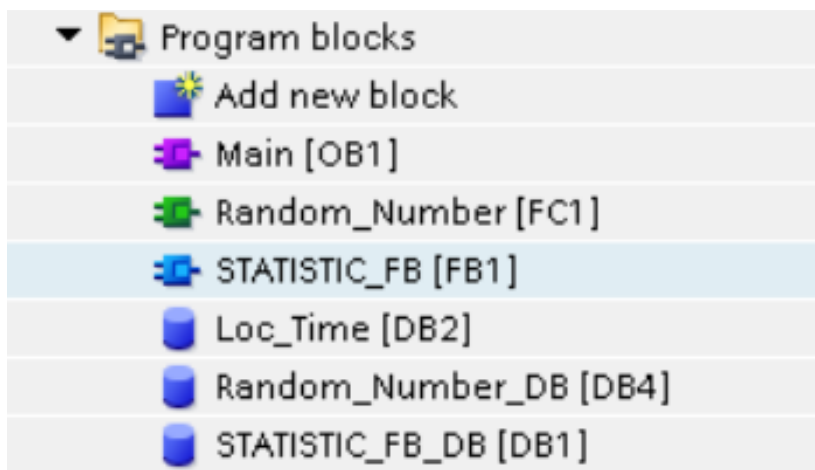 Program blocks
Add new block
Main [OB1]
Random_Number [FC1]
STATISTIC_FB [FB1]
Loc_Time [DB2]
Random_Number_DB [DB4]
STATISTIC_FB_DB [DB1]